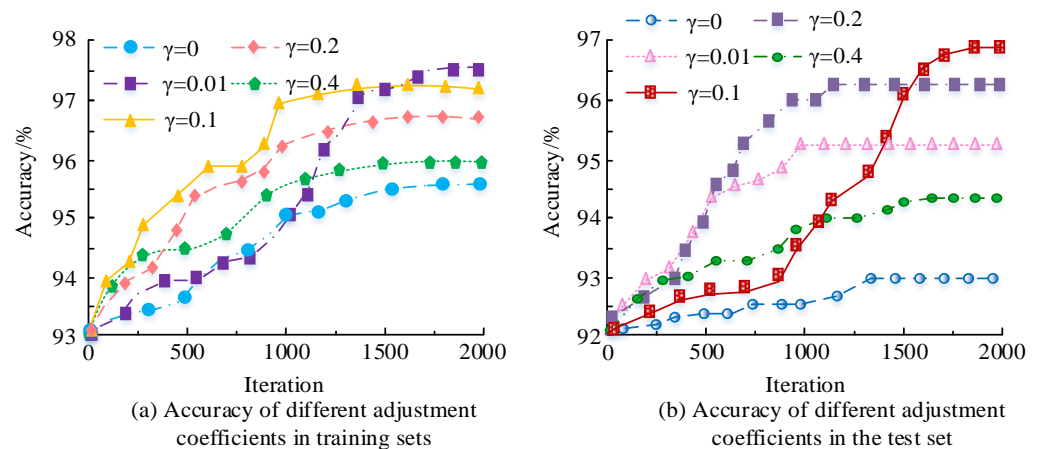 98
97
96
95
94
93
Accuracy/%
γ=0
γ=0.2
γ=0.01
γ=0.4
γ=0.1
0
500
1000
1500
2000
Iteration
(a) Accuracy of different adjustment
coefficients in training sets
97
96
95
94
93
92
Accuracy/%
γ=0
γ=0.2
γ=0.01
γ=0.4
γ=0.1
0
500
1000
1500
2000
Iteration
(b) Accuracy of different adjustment
coefficients in the test set